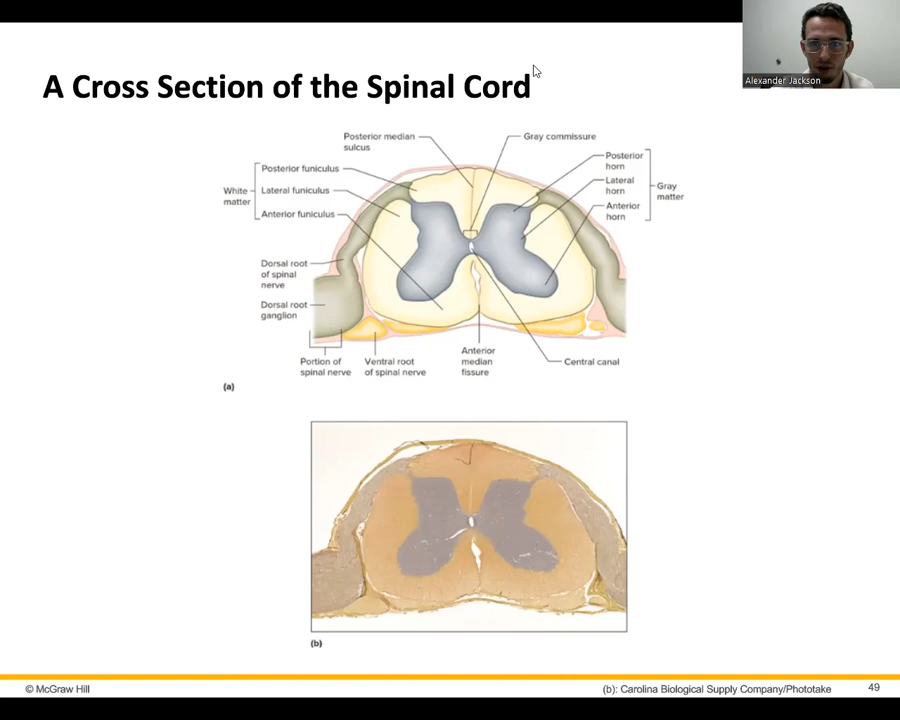 Alexander Jackson
A Cross Section of the Spinal Cord
Posterior median
sulcus
Gray commissure
Posterior funiculus
White
matter
Lateral funiculus
Anterior funiculus
Posterior
horn
Lateral
horn
Anterior
horn
Gray
matter
Dorsal root
of spinal
nerve
Dorsal root
ganglion
Portion of
spinal nerve
Ventral root
of spinal nerve
Anterior
median
fissure
Central canal
(a)
(b)
© McGraw Hill
(b): Carolina Biological Supply Company/Phototake
49